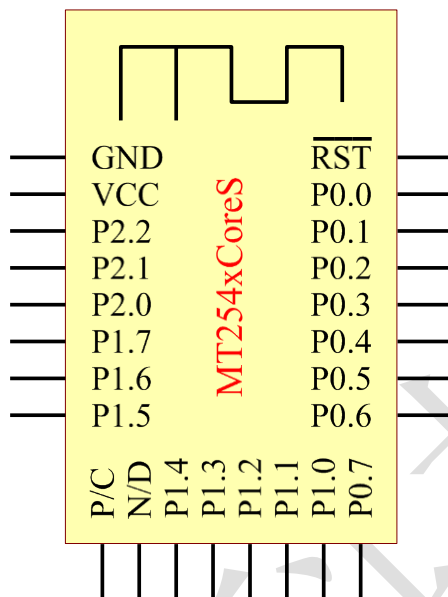 GND
VCC
P2.2
P2.1
P2.0
P1.7
P1.6
P1.5
MT254xCoreS
RST
P0.0
P0.1
P0.2
P0.3
P0.4
P0.5
P0.6
P/C
N/D
P1.4
P1.3
P1.2
P1.1
P1.0
P0.7